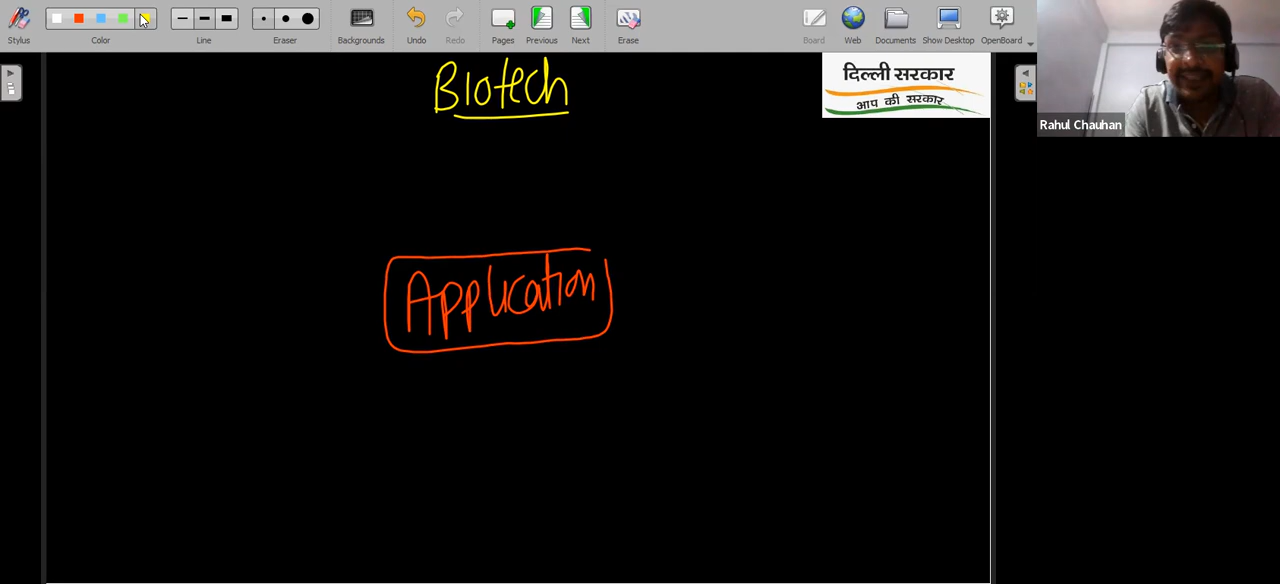 Stylus
Color
Line
Eraser
Backgrounds
Undo
Redo
Pages
Previous
Next
Erase
Board
Web
Documents
Show Desktop
OpenBoard
Biotech
दिल्ली सरकार
आप की सरकार
Rahul Chauhan
Application